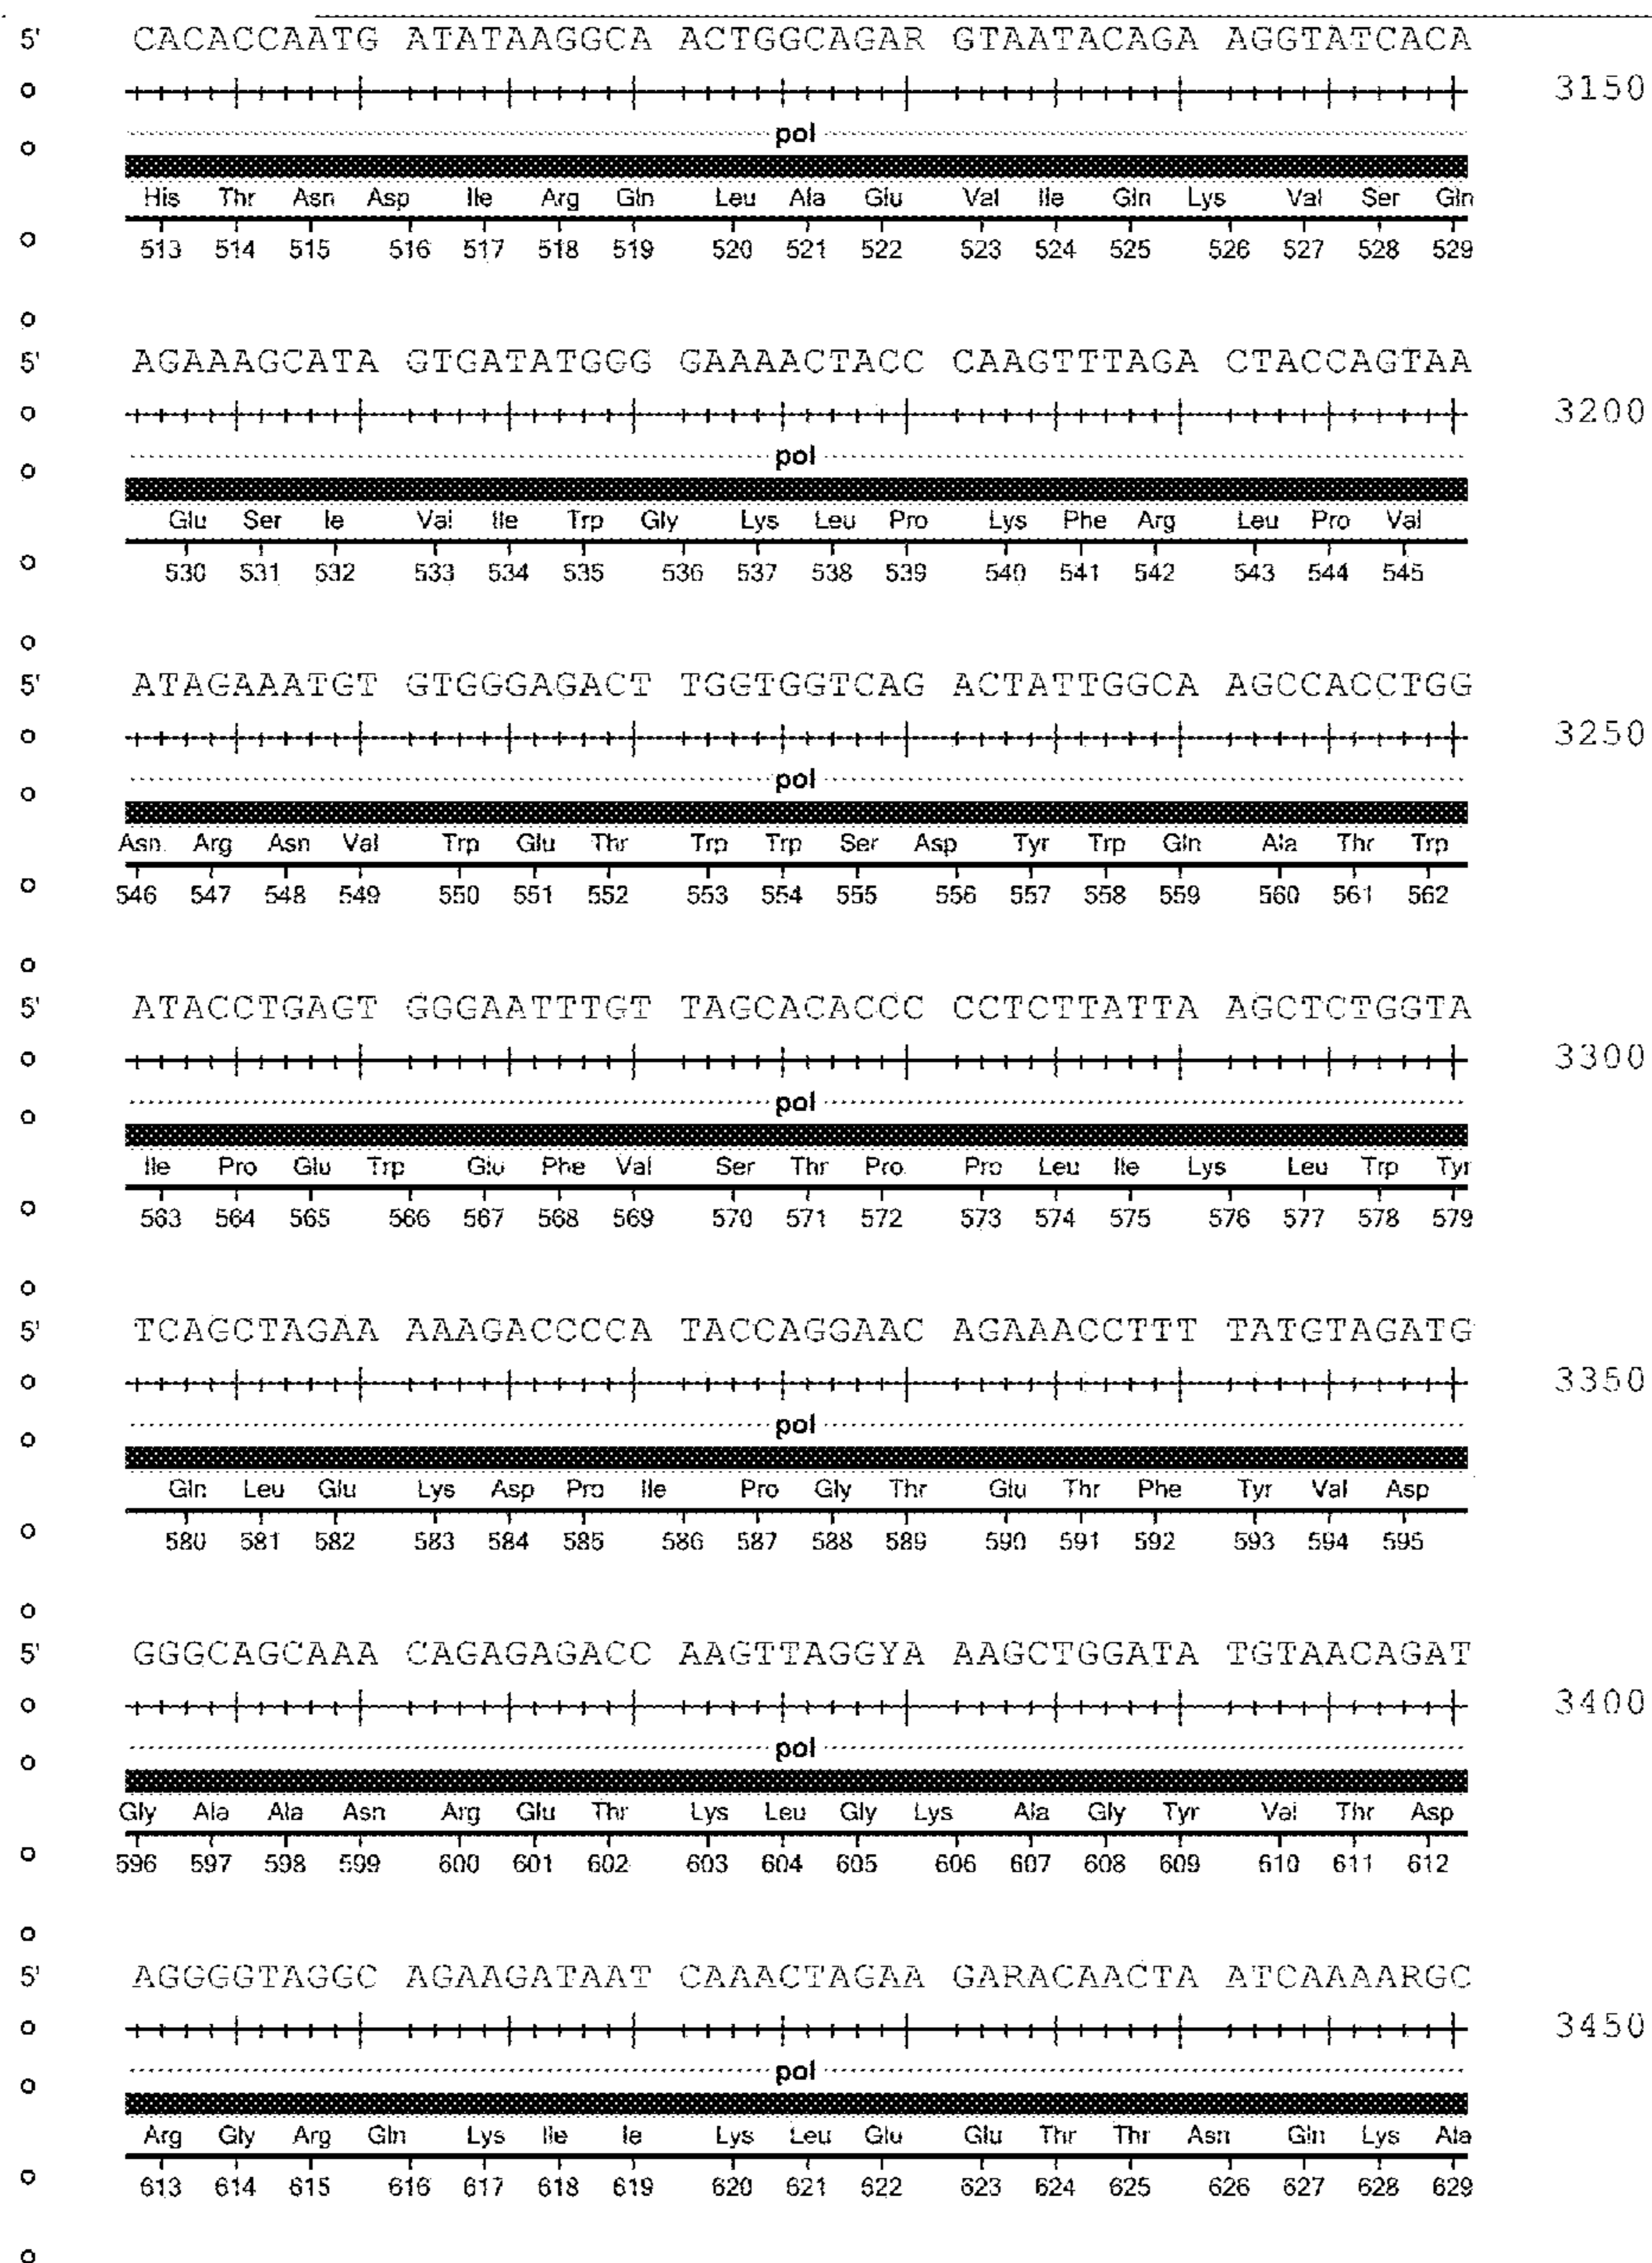 5' CACACCAATG ATATAAGGCA ACTGGCAGAR GTAATACAGA AGGTATCACA
3150
pol
His Thr Asn Asp Ile Arg Gln Leu Ala Glu Val Ile Gln Lys Val Ser Gln
513 514 515 516 517 518 519 520 521 522 523 524 525 526 527 528 529
5' AGAAAGCATA GTGATATGGG GAAAACTACC CAAGTTTAGA CTACCAGTAA
3200
pol
Glu Ser Ie Val Ile Trp Gly Lys Leu Pro Lys Phe Arg Leu Pro Val
530 531 532 533 534 535 536 537 538 539 540 541 542 543 544 545
5' ATAGAAATGT GTGGGAGACT TGGTGGTCAG ACTATTGGCA AGCCACCTGG
3250
pol
Asn Arg Asn Val Trp Glu Thr Trp Trp Ser Asp Tyr Trp Gln Ala Thr Trp
546 547 548 549 550 551 552 553 554 555 556 557 558 559 560 561 562
5' ATACCTGAGT GGGAATTTGT TAGCACACCC CCTCTTATTA AGCTCTGGTA
3300
pol
Ile Pro Glu Trp Glu Phe Val Ser Thr Pro Pro Leu Ile Lys Leu Trp Tyr
563 564 565 566 567 568 569 570 571 572 573 574 575 576 577 578 579
5' TCAGCTAGAA AAAGACCCCA TACCAGGAAC AGAAACCTTT TATGTAGATG
3350
pol
Gln Leu Glu Lys Asp Pro Ile Pro Gly Thr Glu Thr Phe Tyr Val Asp
580 581 582 583 584 585 586 587 588 589 590 591 592 593 594 595
5' GGGCAGCAAA CAGAGAGACC AAGTTAGGYA AAGCTGGATA TGTAACAGAT
3400
pol
Gly Ala Ala Asn Arg Glu Thr Lys Leu Gly Lys Ala Gly Tyr Val Thr Asp
596 597 598 599 600 601 602 603 604 605 606 607 608 609 610 611 612
5' AGGGGTAGGC AGAAGATAAT CAAACTAGAA GARACAACTA ATCAAAARGC
3450
pol
Arg Gly Arg Gln Lys Ile Ie Lys Leu Glu Glu Thr Thr Asn Gln Lys Ala
613 614 615 616 617 618 619 620 621 622 623 624 625 626 627 628 629